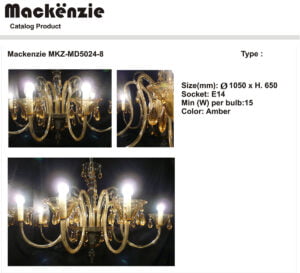 Mackënzie
Catalog Product
Mackenzie MKZ-MD5024-8
Type :
Size(mm): Ø 1050 x H. 650
Socket: E14
Min (W) per bulb:15
Color: Amber